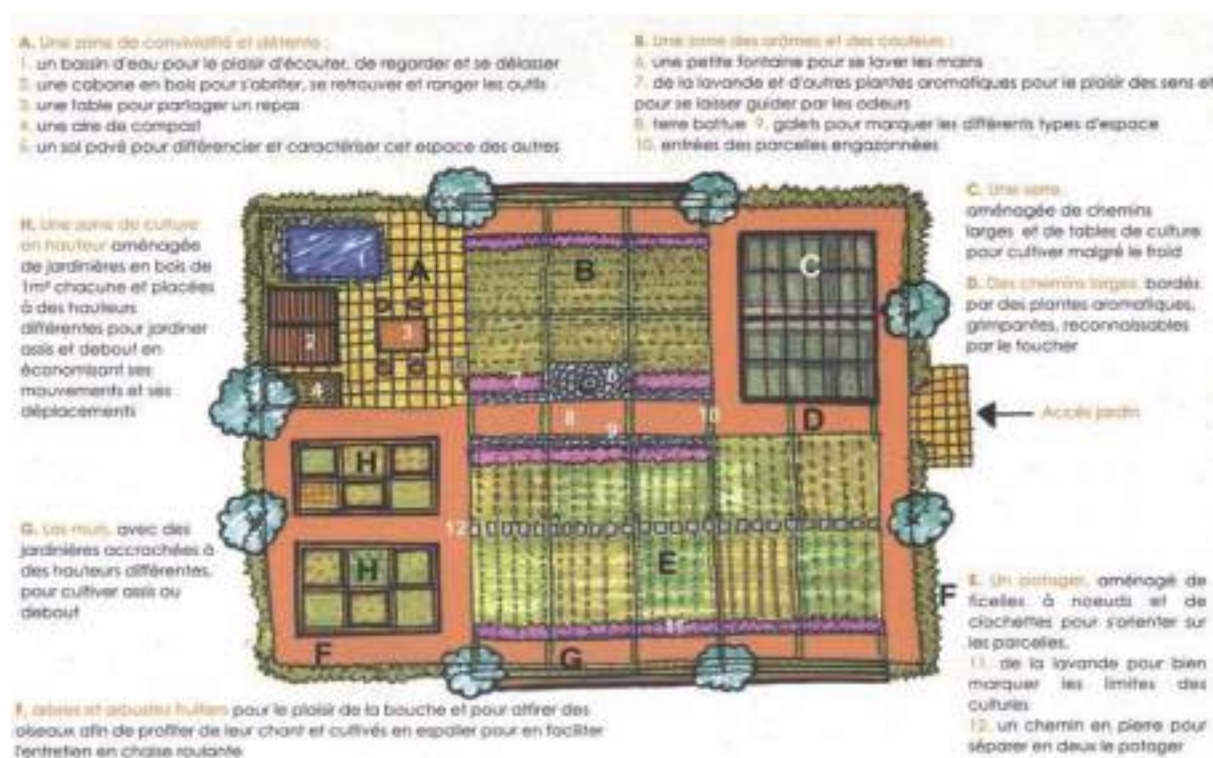 A. Une zone de convivialité et détente :
1. un bassin d'eau pour le plaisir d'écouter, de regarder et se délasser
2. une cabane en bois pour s'abriter, se retrouver et ranger les outils
3. une table pour partager un repas
4. une aire de compost
5. un sol pavé pour différencier et caractériser cet espace des autres
B. Une zone des arômes et des couleurs :
6. une petite fontaine pour se laver les mains
7. de la lavande et d'autres plantes aromatiques pour le plaisir des sens et
pour se laisser guider par les odeurs
8. terre battue 9. galets pour marquer les différents types d'espace
10. entrées des parcelles engazonnées
C. Une serre
aménagée de chemins
larges et de tables de culture
pour cultiver malgré le froid
D. Des chemins larges, bordés
par des plantes aromatiques,
grimpantes, reconnaissables
par le toucher
Accès jardin
H. Une zone de culture
en hauteur aménagée
de jardinières en bois de
1m² chacune et placées
à des hauteurs
différentes pour jardiner
assis et debout en
économisant ses
mouvements et ses
déplacements
G. Les murs, avec des
jardinières accrochées à
des hauteurs différentes,
pour cultiver assis ou
debout
E. Un potager, aménagé de
ficelles à noeuds et de
clochettes pour s'orienter sur
les parcelles.
11. de la lavande pour bien
marquer les limites des
cultures
12. un chemin en pierre pour
séparer en deux le potager
F. arbres et arbustes fruitiers pour le plaisir de la bouche et pour attirer des
oiseaux afin de profiter de leur chant et cultivés en espalier pour en faciliter
l'entretien en chaise roulante
1
A
B
C
2
3
4
7
6
8
9
10
D
H
12
H
E
11
F
G
F